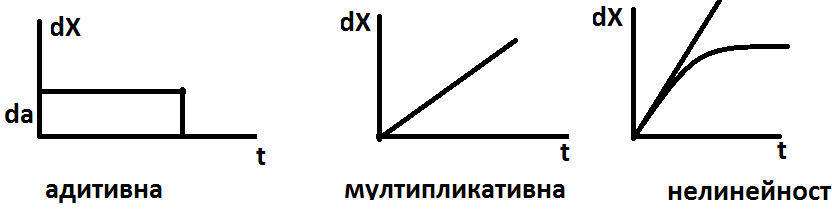 dX
da
t
адитивна
dX
t
мултипликативна
dX
t
нелинейност